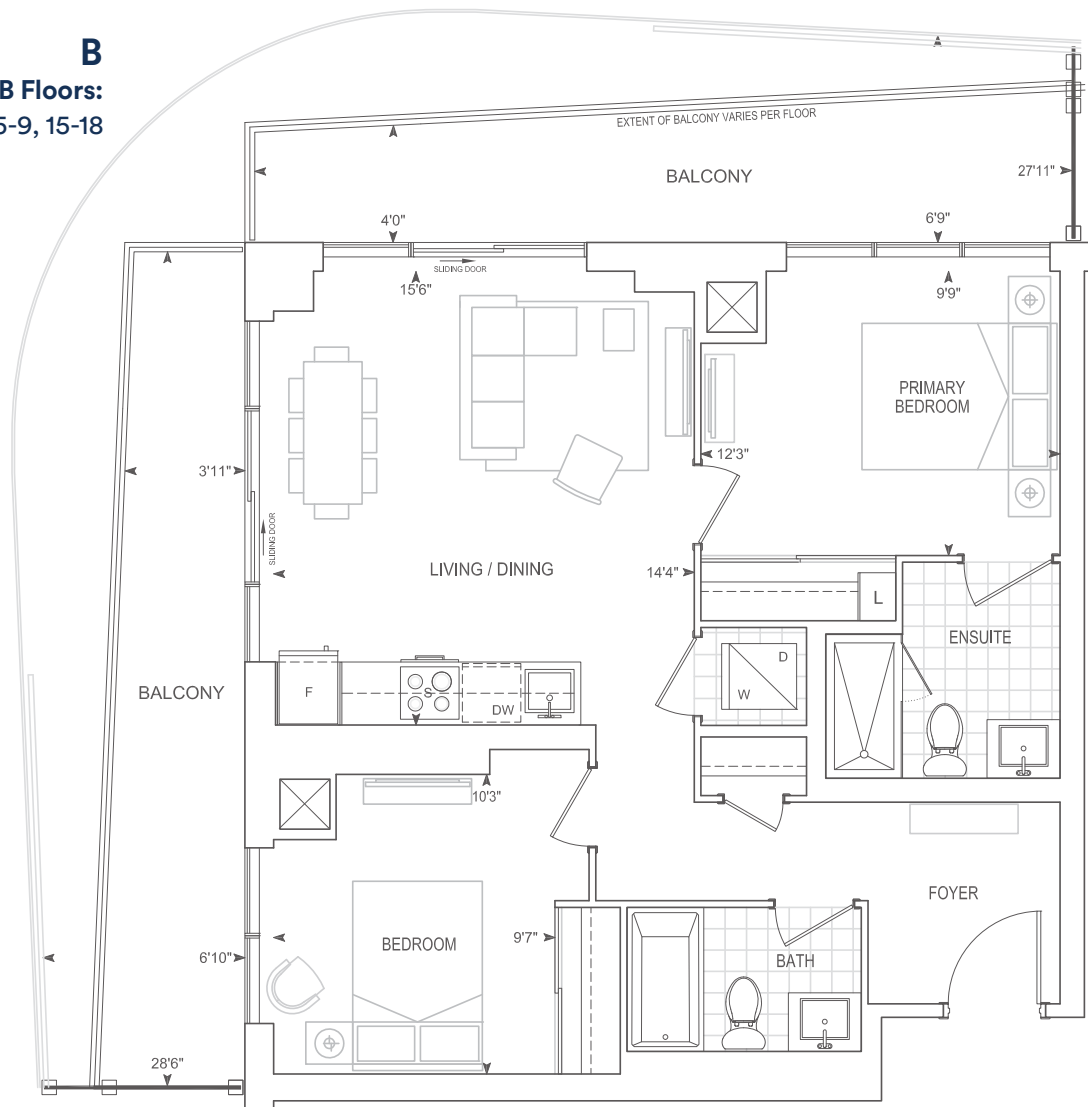 B
B Floors:
5-9, 15-18
EXTENT OF BALCONY VARIES PER FLOOR
BALCONY
27'11"
4'0"
6'9"
SLIDING DOOR
15'6"
9'9"
PRIMARY
BEDROOM
3'11"
12'3"
SLIDING DOOR
LIVING / DINING
14'4"
L
ENSUITE
D
W
BALCONY
F
S
DW
10'3"
FOYER
BEDROOM
9'7"
6'10"
BATH
28'6"